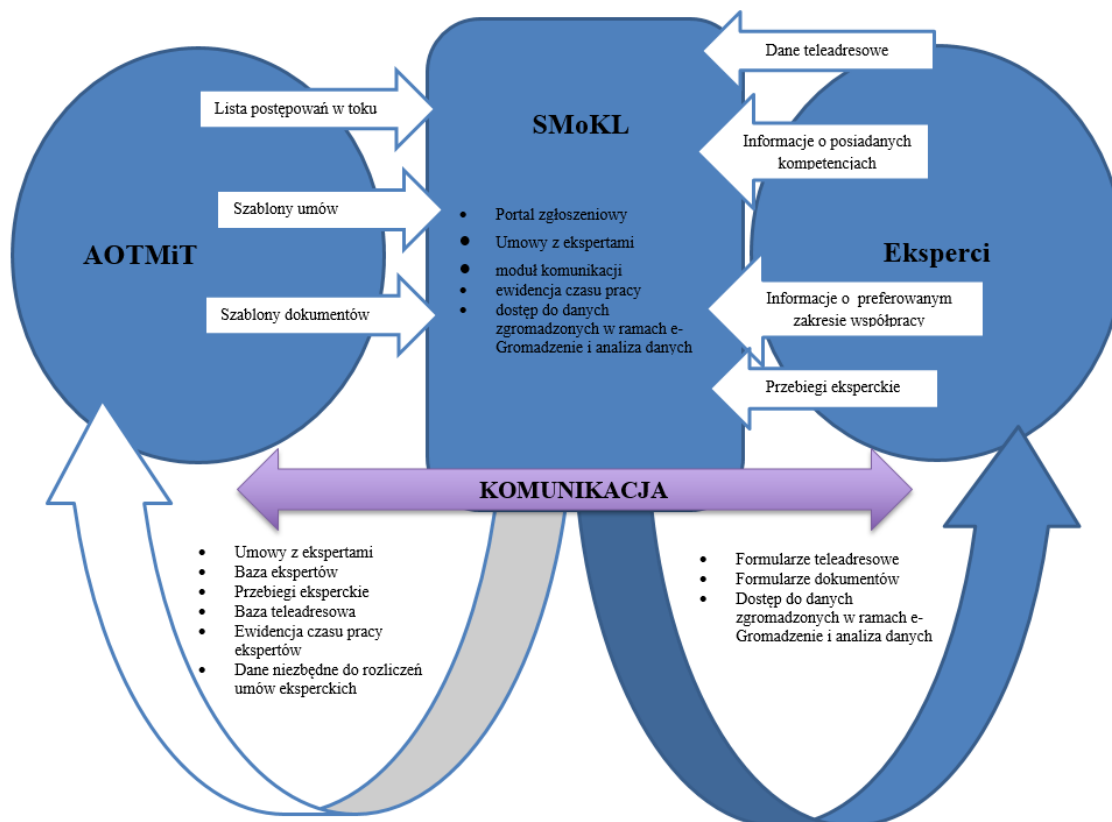 Lista postępowań w toku
Szablony umów
AOTMiT
Szablony dokumentów
SMoKL
• Portal zgłoszeniowy
• Umowy z ekspertami
• moduł komunikacji
• ewidencja czasu pracy
• dostęp do danych
zgromadzonych w ramach e-
Gromadzenie i analiza danych
Dane teleadresowe
Informacje o posiadanych
kompetencjach
Eksperci
Informacje o preferowanym
zakresie współpracy
Przebiegi eksperckie
KOMUNIKACJA
• Umowy z ekspertami
• Baza ekspertów
• Przebiegi eksperckie
• Baza teleadresowa
• Ewidencja czasu pracy
ekspertów
• Dane niezbędne do rozliczeń
umów eksperckich
• Formularze teleadresowe
• Formularze dokumentów
• Dostęp do danych
zgromadzonych w ramach e-
Gromadzenie i analiza danych